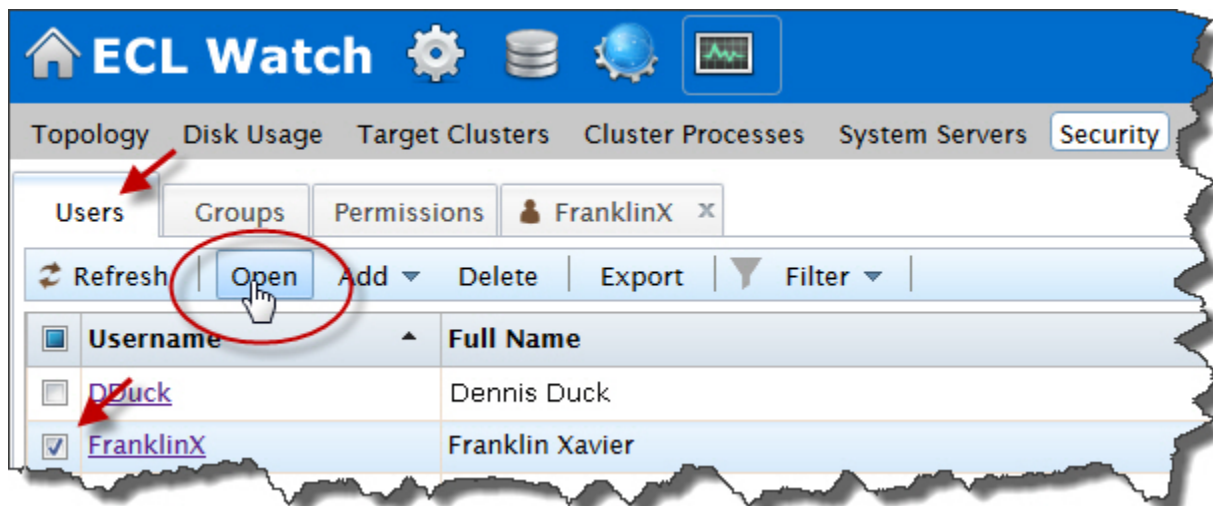 ECL Watch
Topology Disk Usage Target Clusters Cluster Processes System Servers Security
Users Groups Permissions FranklinX x
Refresh Open Add Delete Export Filter
Username Full Name
DDuck Dennis Duck
FranklinX Franklin Xavier